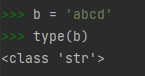 >>> b = 'abcd'
>>> type(b)
<class 'str'>